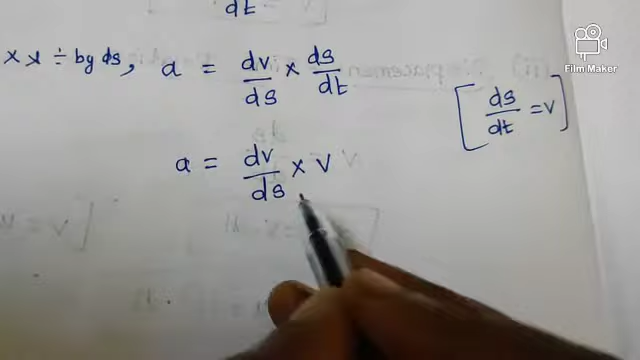 dt
x x ÷ by ds, a = dv/ds × ds/dt
[ds/dt = v]
a = dv/ds × v
Film Maker